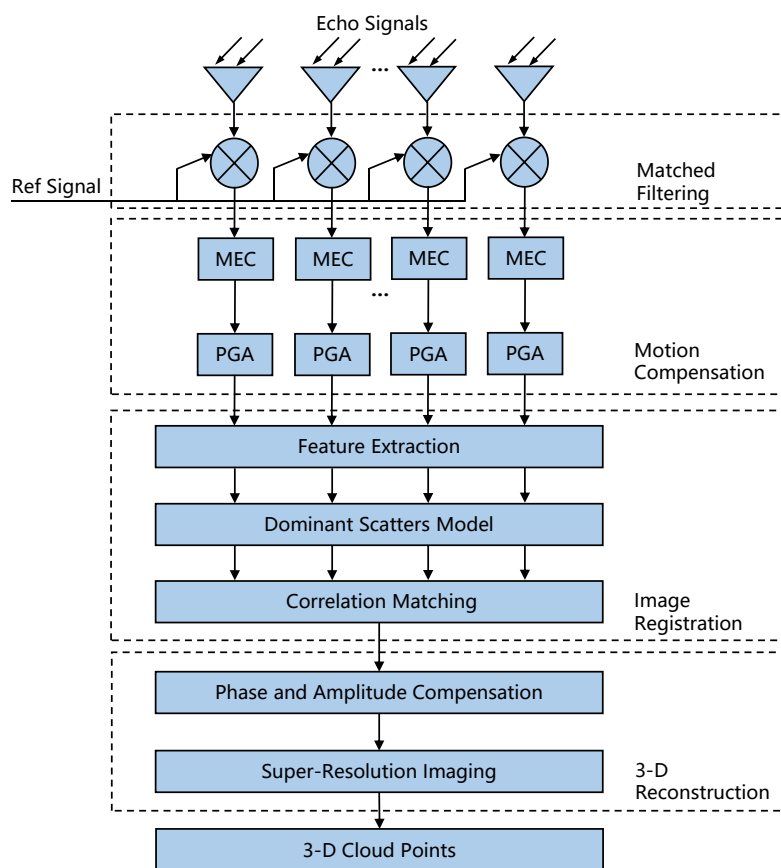 Echo Signals
...
Ref Signal
Matched
Filtering
MEC MEC MEC MEC
...
PGA PGA PGA PGA
Motion
Compensation
Feature Extraction
Dominant Scatters Model
Correlation Matching
Image
Registration
Phase and Amplitude Compensation
Super-Resolution Imaging
3-D
Reconstruction
3-D Cloud Points